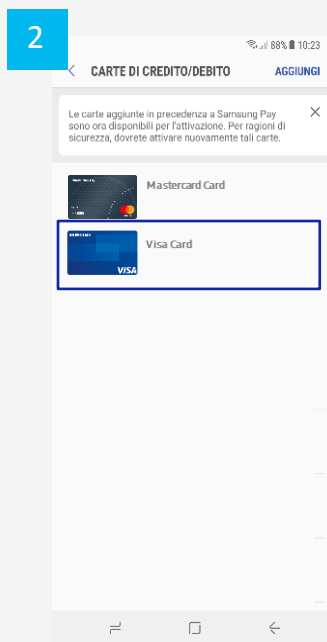 2
88% 10:23
CARTE DI CREDITO/DEBITO AGGIUNGI
Le carte aggiunte in precedenza a Samsung Pay
sono ora disponibili per l'attivazione. Per ragioni di
sicurezza, dovrete attivare nuovamente tali carte.
Mastercard Card
Visa Card
VISA